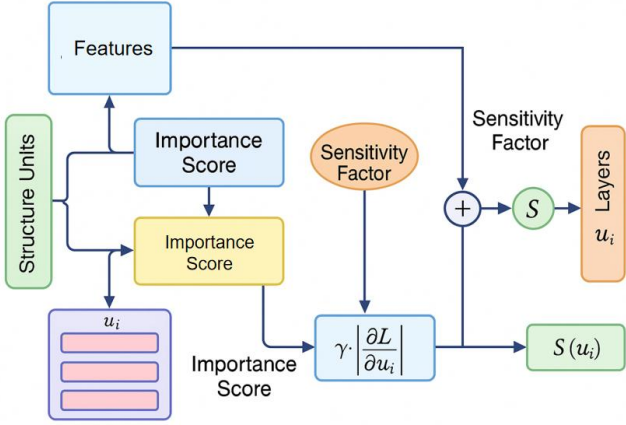 Features
Structure Units
Importance
Score
Importance
Score
Sensitivity
Factor
Sensitivity
Factor
+
S
Layers
u_i
u_i
Importance
Score
γ·|∂L/∂u_i|
S(u_i)